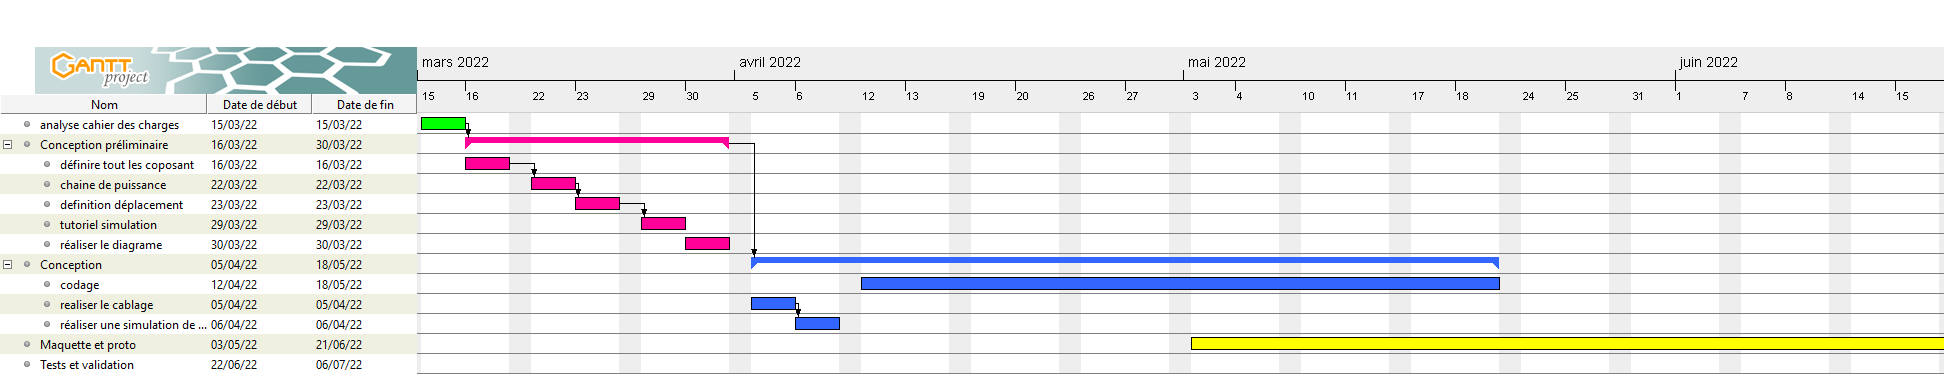 GANTT
project
mars 2022 avril 2022 mai 2022 juin 2022
15 16 22 23 29 30 5 6 12 13 19 20 26 27 3 4 10 11 17 18 24 25 31 1 7 8 14 15
Nom Date de début Date de fin
analyse cahier des charges 15/03/22 15/03/22
Conception préliminaire 16/03/22 30/03/22
définire tout les coposant 16/03/22 16/03/22
chaine de puissance 22/03/22 22/03/22
definition déplacement 23/03/22 23/03/22
tutoriel simulation 29/03/22 29/03/22
réaliser le diagrame 30/03/22 30/03/22
Conception 05/04/22 18/05/22
codage 12/04/22 18/05/22
realiser le cablage 05/04/22 05/04/22
réaliser une simulation de ... 06/04/22 06/04/22
Maquette et proto 03/05/22 21/06/22
Tests et validation 22/06/22 06/07/22